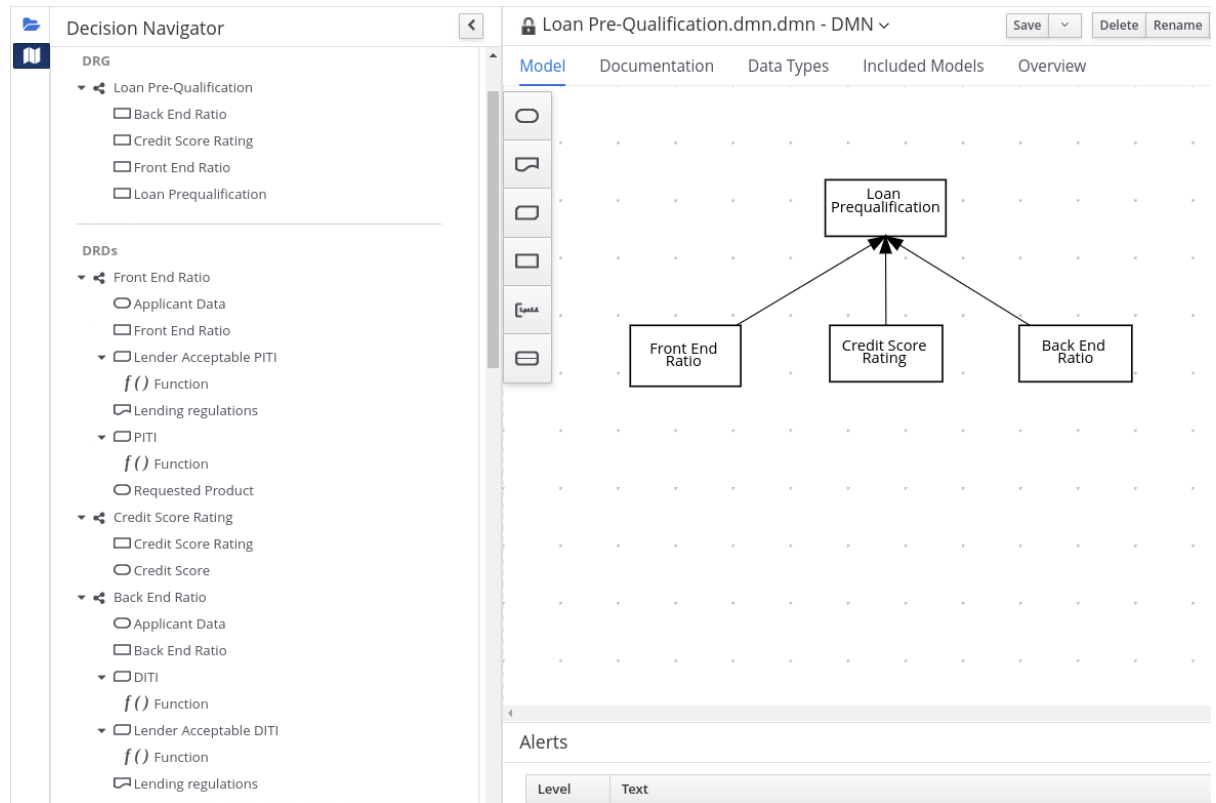 Decision Navigator
DRG
Loan Pre-Qualification
Back End Ratio
Credit Score Rating
Front End Ratio
Loan Prequalification
DRDs
Front End Ratio
Applicant Data
Front End Ratio
Lender Acceptable PITI
f () Function
Lending regulations
PITI
f () Function
Requested Product
Credit Score Rating
Credit Score Rating
Credit Score
Back End Ratio
Applicant Data
Back End Ratio
DITI
f () Function
Lender Acceptable DITI
f () Function
Lending regulations
Loan Pre-Qualification.dmn.dmn - DMN
Save
Delete
Rename
Model
Documentation
Data Types
Included Models
Overview
Loan
Prequalification
Front End
Ratio
Credit Score
Rating
Back End
Ratio
Alerts
Level
Text